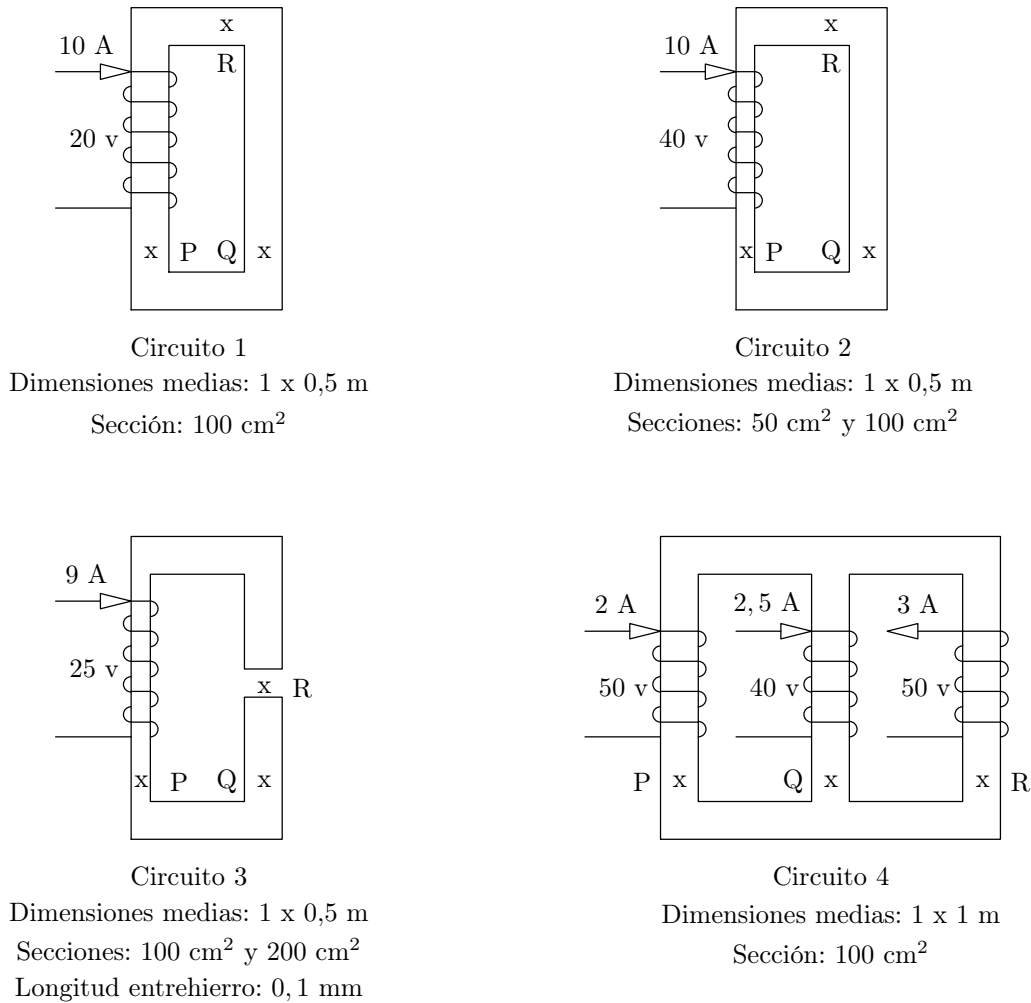 x
10 A
R
20 v
x P Q x
Circuito 1
Dimensiones medias: 1 x 0,5 m
Sección: 100 cm²
x
10 A
R
40 v
x P Q x
Circuito 2
Dimensiones medias: 1 x 0,5 m
Secciones: 50 cm² y 100 cm²
9 A
25 v
x R
x P Q x
Circuito 3
Dimensiones medias: 1 x 0,5 m
Secciones: 100 cm² y 200 cm²
Longitud entrehierro: 0,1 mm
2 A 2,5 A 3 A
50 v 40 v 50 v
P x Q x x R
Circuito 4
Dimensiones medias: 1 x 1 m
Sección: 100 cm²